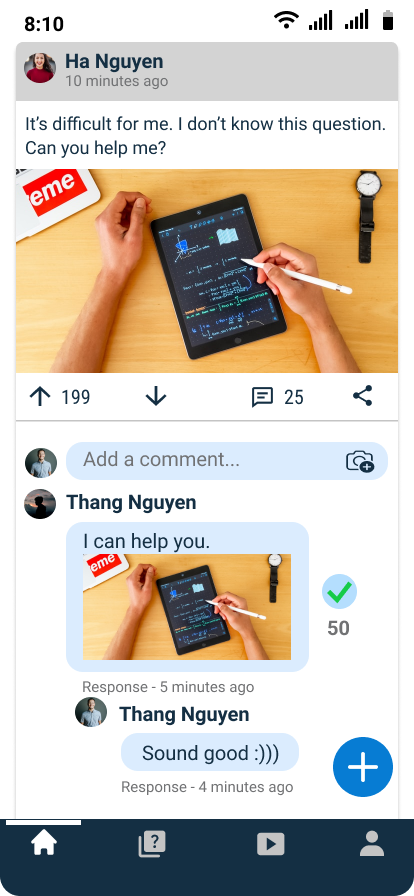 8:10
Ha Nguyen
10 minutes ago
It’s difficult for me. I don’t know this question.
Can you help me?
eme
199
25
Add a comment...
Thang Nguyen
I can help you.
eme
50
Response - 5 minutes ago
Thang Nguyen
Sound good :)))
Response - 4 minutes ago
?